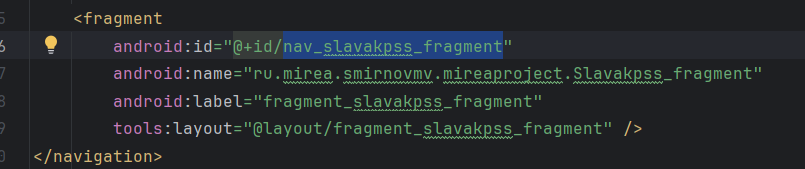 <fragment
android:id="@+id/nav_slavakpss_fragment"
android:name="ru.mirea.smirnovmv.mireaproject.Slavakpss_fragment"
android:label="fragment_slavakpss_fragment"
tools:layout="@layout/fragment_slavakpss_fragment" />
</navigation>